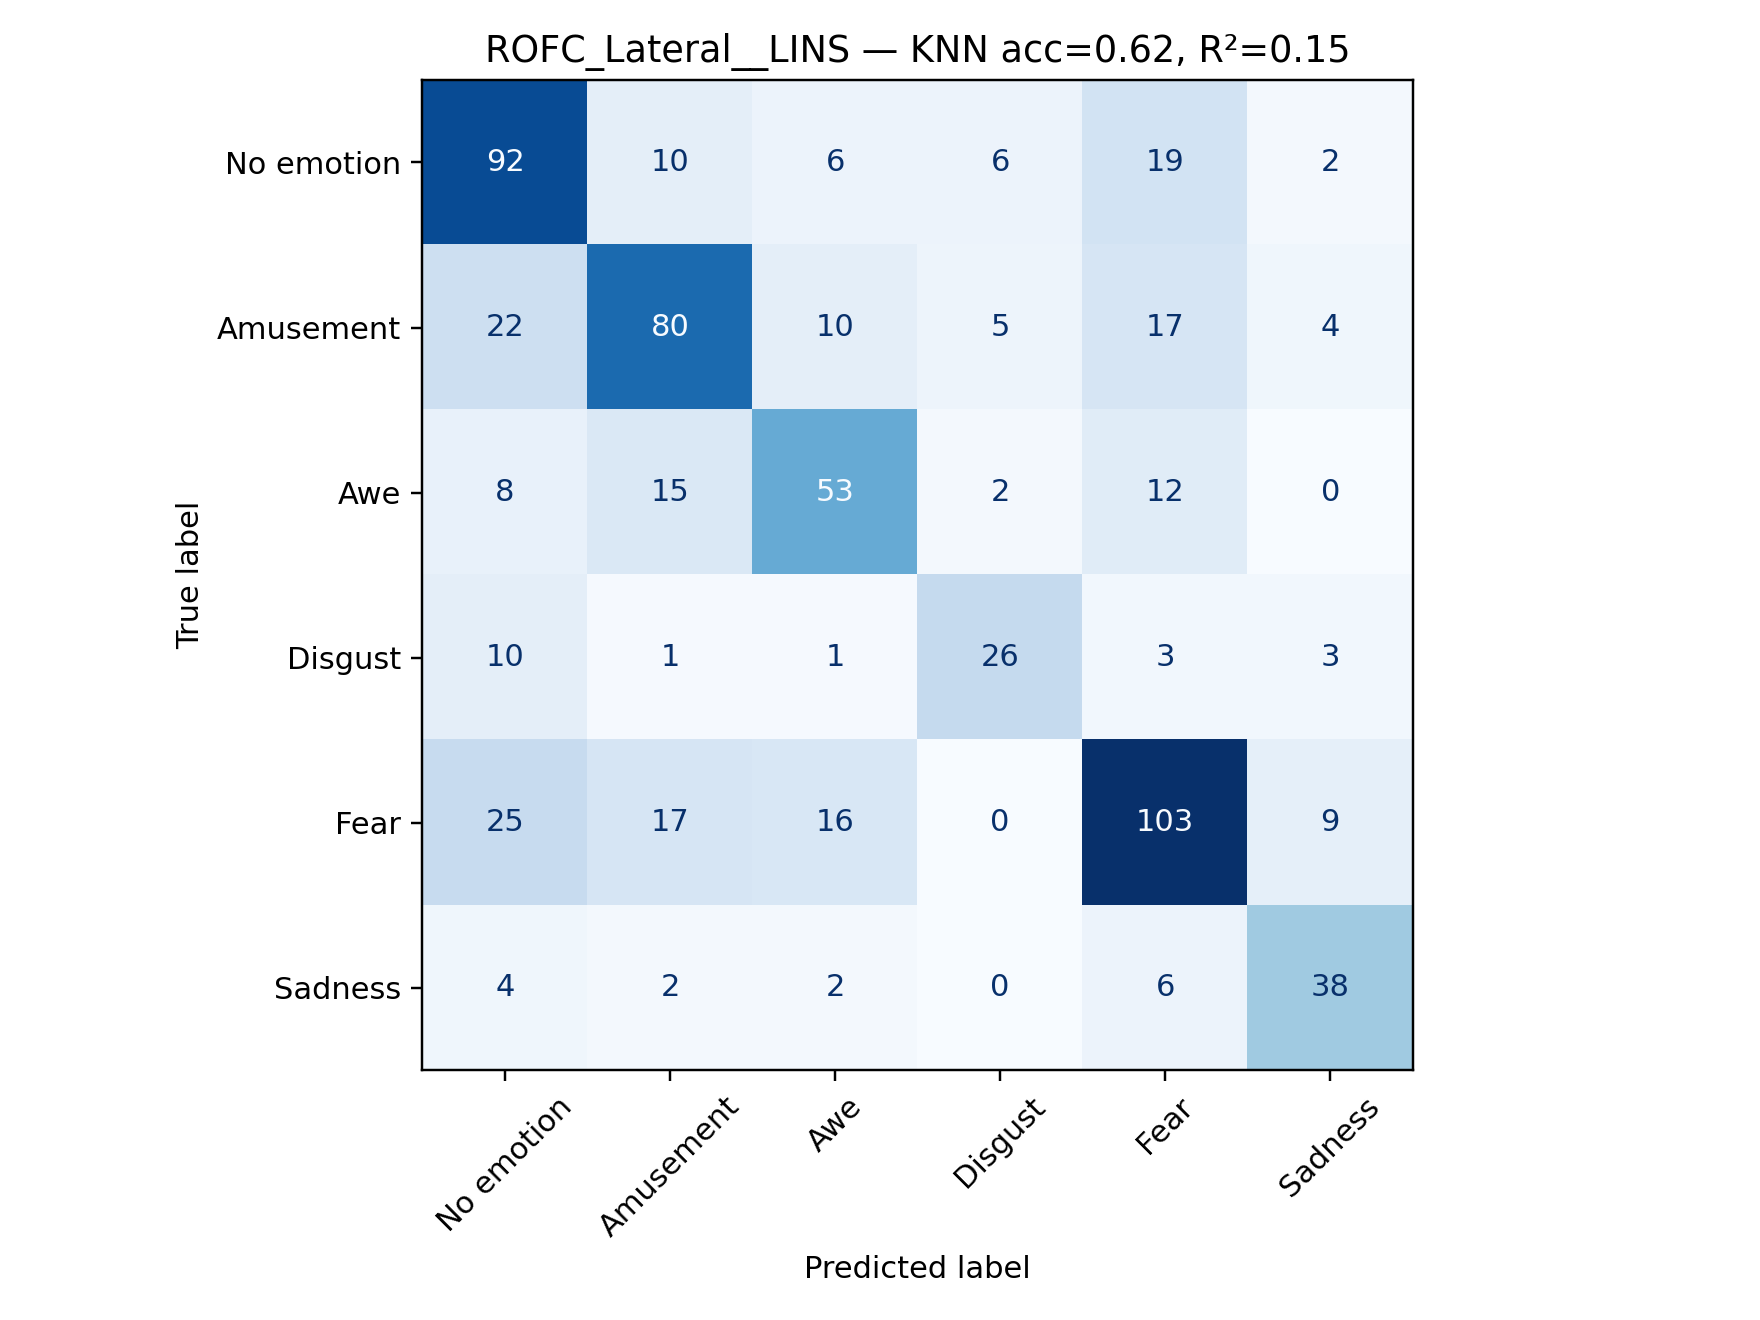 ROFC_Lateral__LINS — KNN acc=0.62, R²=0.15
No emotion 92 10 6 6 19 2
Amusement 22 80 10 5 17 4
Awe 8 15 53 2 12 0
Disgust 10 1 1 26 3 3
Fear 25 17 16 0 103 9
Sadness 4 2 2 0 6 38
True label
No emotion Amusement Awe Disgust Fear Sadness
Predicted label